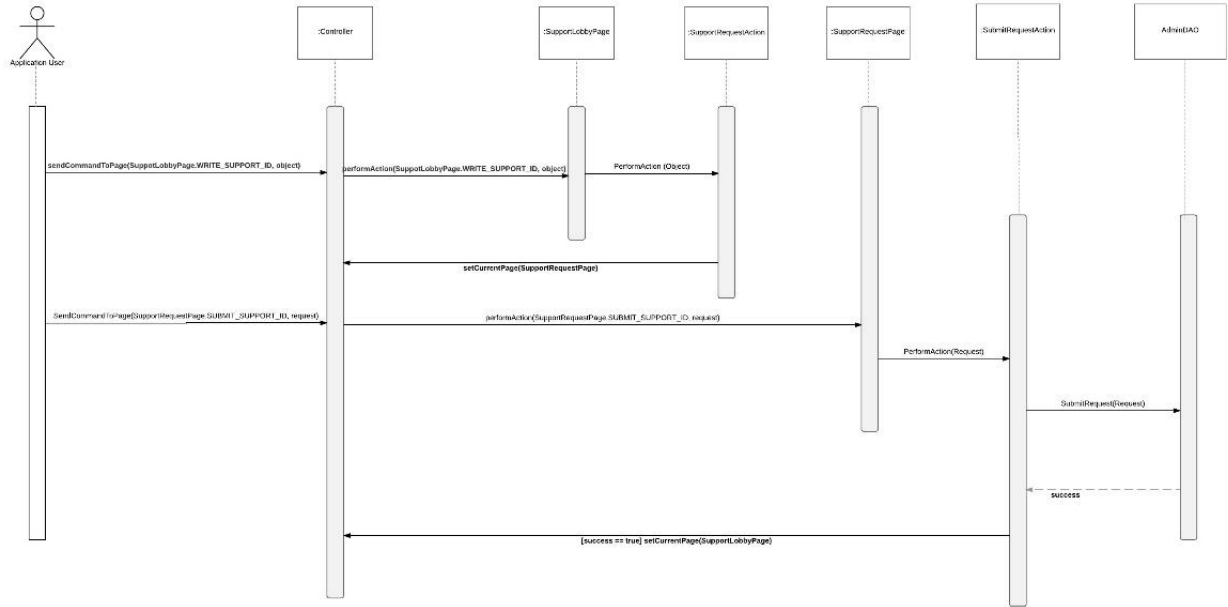 Application User
:Controller
:SupportLobbyPage
:SupportRequestAction
:SupportRequestPage
:SubmitRequestAction
AdminDAO
sendCommandToPage(SuppotLobbyPage.WRITE_SUPPORT_ID, object)
performAction(SuppotLobbyPage.WRITE_SUPPORT_ID, object)
PerformAction (Object)
setCurrentPage(SupportRequestPage)
SendCommandToPage(SupportRequestPage.SUBMIT_SUPPORT_ID, request)
performAction(SupportRequestPage.SUBMIT_SUPPORT_ID, request)
PerformAction(Request)
SubmitRequest(Request)
success
[success == true] setCurrentPage(SupportLobbyPage)